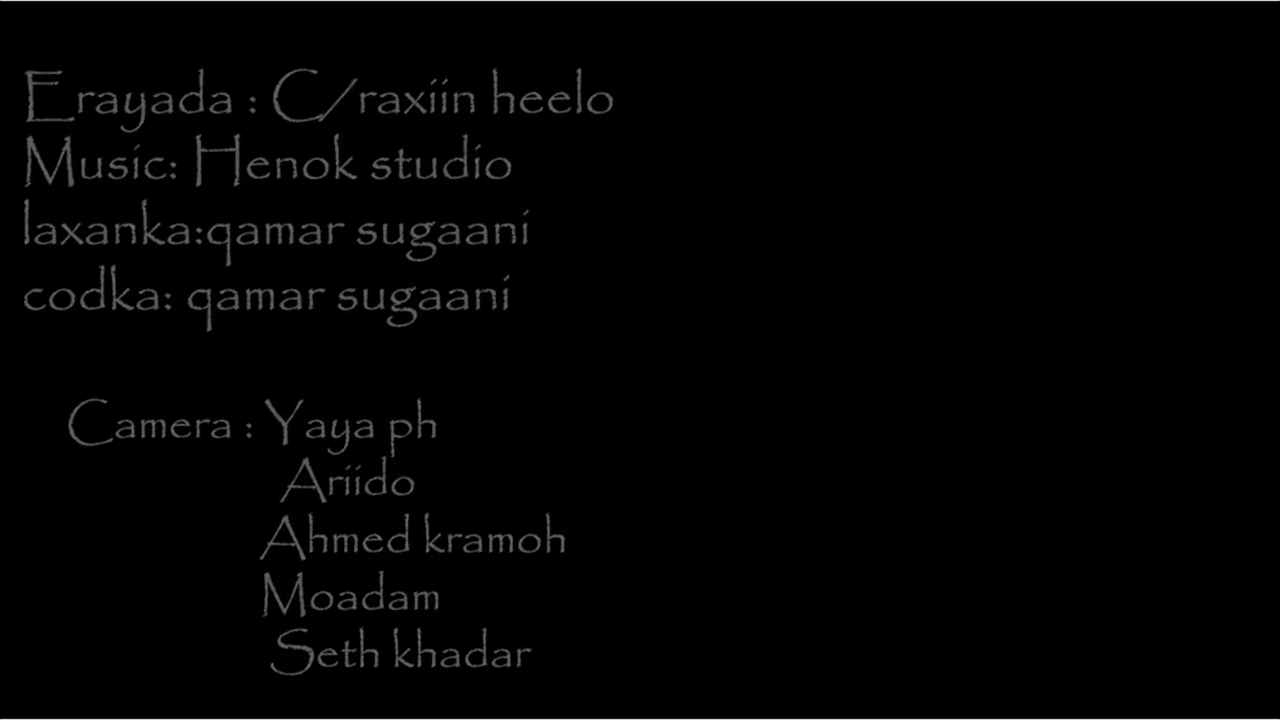 Erayada : C/raxiin heelo
Music: Henok studio
laxanka:qamar sugaani
codka: qamar sugaani
Camera : Yaya ph
Ariido
Ahmed kramoh
Moadam
Seth khadar